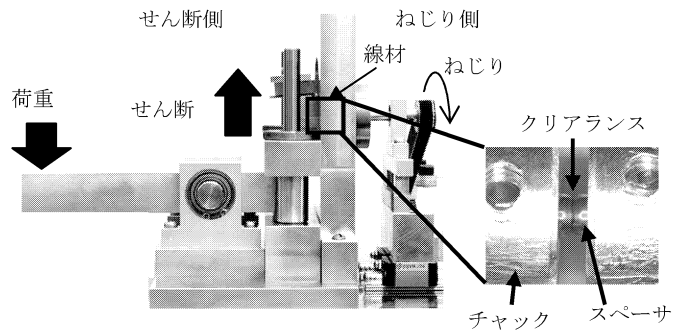 せん断側
ねじり側
線材
ねじり
荷重
せん断
クリアランス
チャック
スペーサ